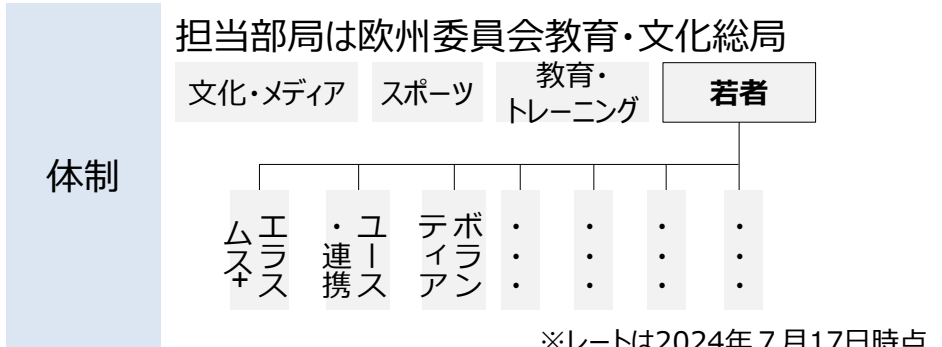 担当部局は欧州委員会教育・文化総局
文化・メディア
スポーツ
教育・
トレーニング
若者
体制
エラス
ムス+
ユース
・連携
ボラン
ティア
・・・
・・・
・・・
・・・
※レートは2024年７月17日時点